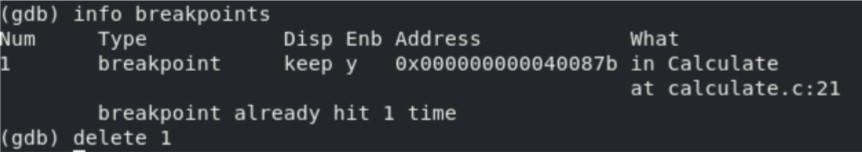 (gdb) info breakpoints
Num     Type           Disp Enb Address            What
1       breakpoint     keep y   0x000000000040087b in Calculate
                                                   at calculate.c:21
        breakpoint already hit 1 time
(gdb) delete 1